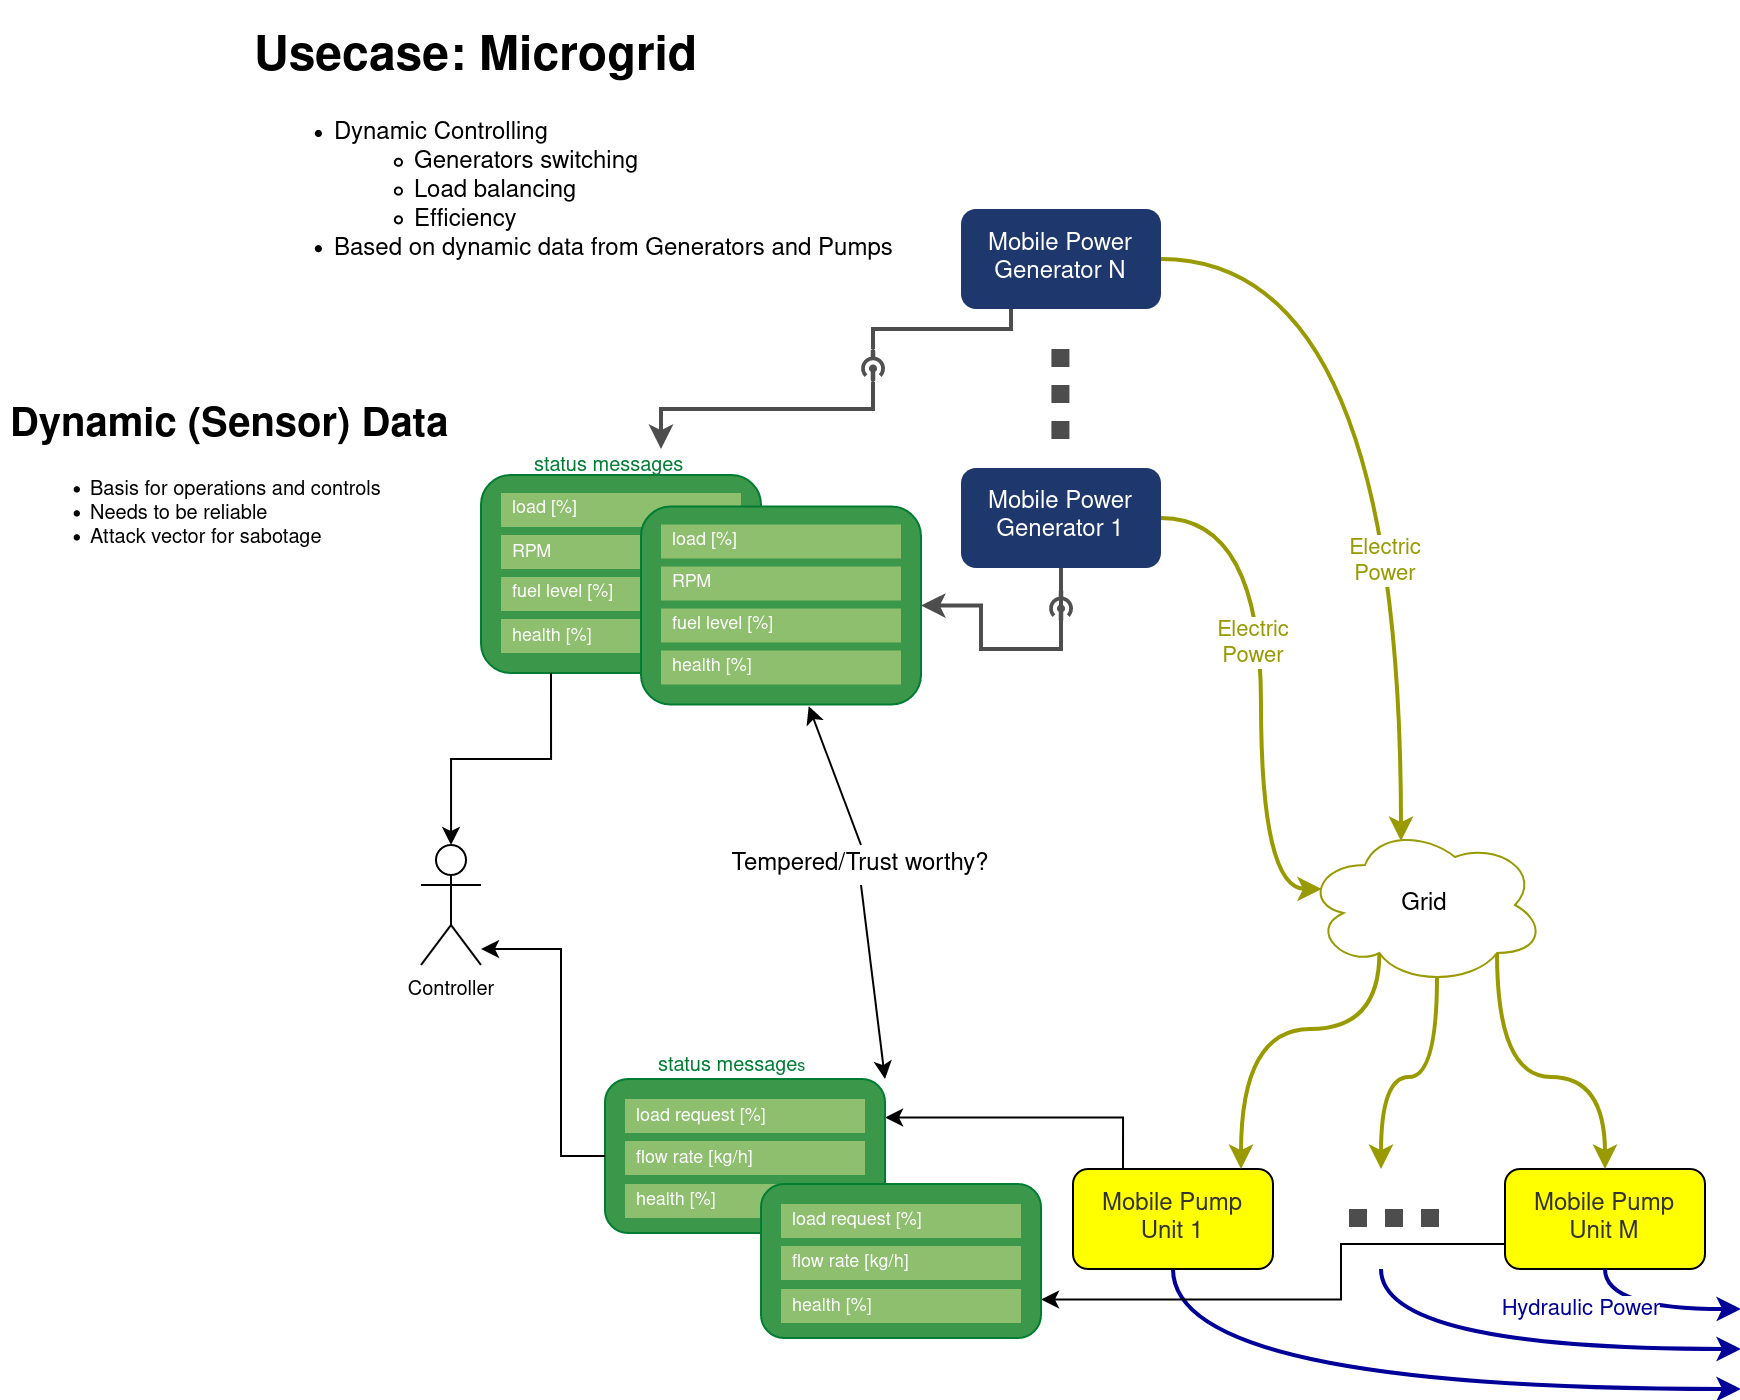 Usecase: Microgrid
Dynamic Controlling
Generators switching
Load balancing
Efficiency
Based on dynamic data from Generators and Pumps
Mobile Power
Generator N
Dynamic (Sensor) Data
Basis for operations and controls
Needs to be reliable
Attack vector for sabotage
status messages
load [%]
RPM
fuel level [%]
health [%]
load [%]
RPM
fuel level [%]
health [%]
Mobile Power
Generator 1
Electric
Power
Electric
Power
Tempered/Trust worthy?
Grid
Controller
status messages
load request [%]
flow rate [kg/h]
health [%]
load request [%]
flow rate [kg/h]
health [%]
Mobile Pump
Unit 1
Mobile Pump
Unit M
Hydraulic Power